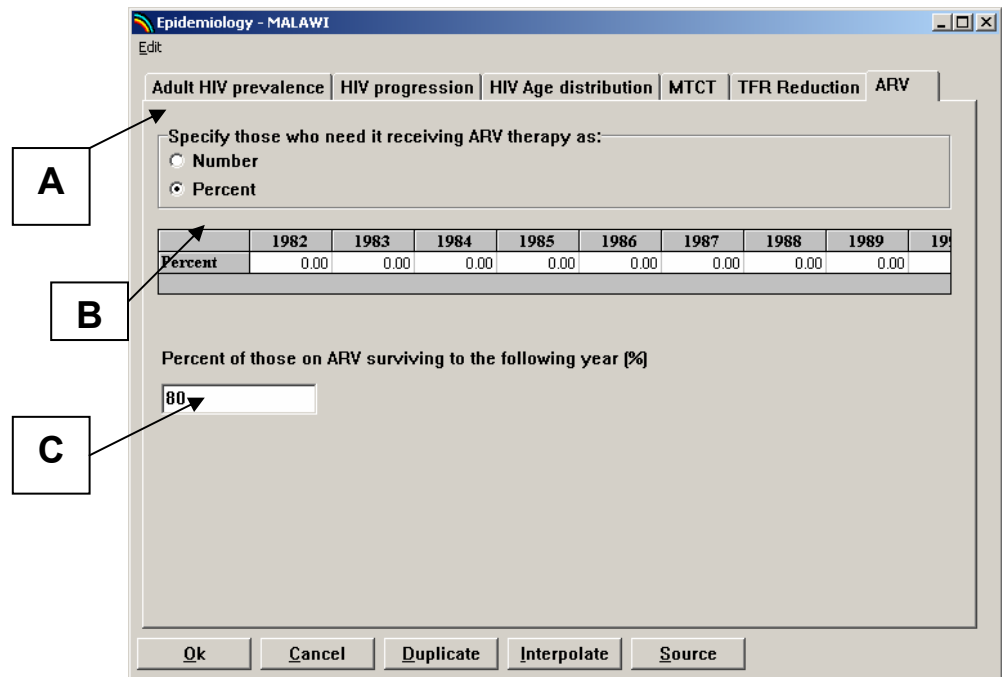 Epidemiology - MALAWI
Edit
Adult HIV prevalence HIV progression HIV Age distribution MTCT TFR Reduction ARV
A
Specify those who need it receiving ARV therapy as:
Number
Percent
B
1982 1983 1984 1985 1986 1987 1988 1989
Percent 0.00 0.00 0.00 0.00 0.00 0.00 0.00 0.00
Percent of those on ARV surviving to the following year (%)
80
C
Ok Cancel Duplicate Interpolate Source